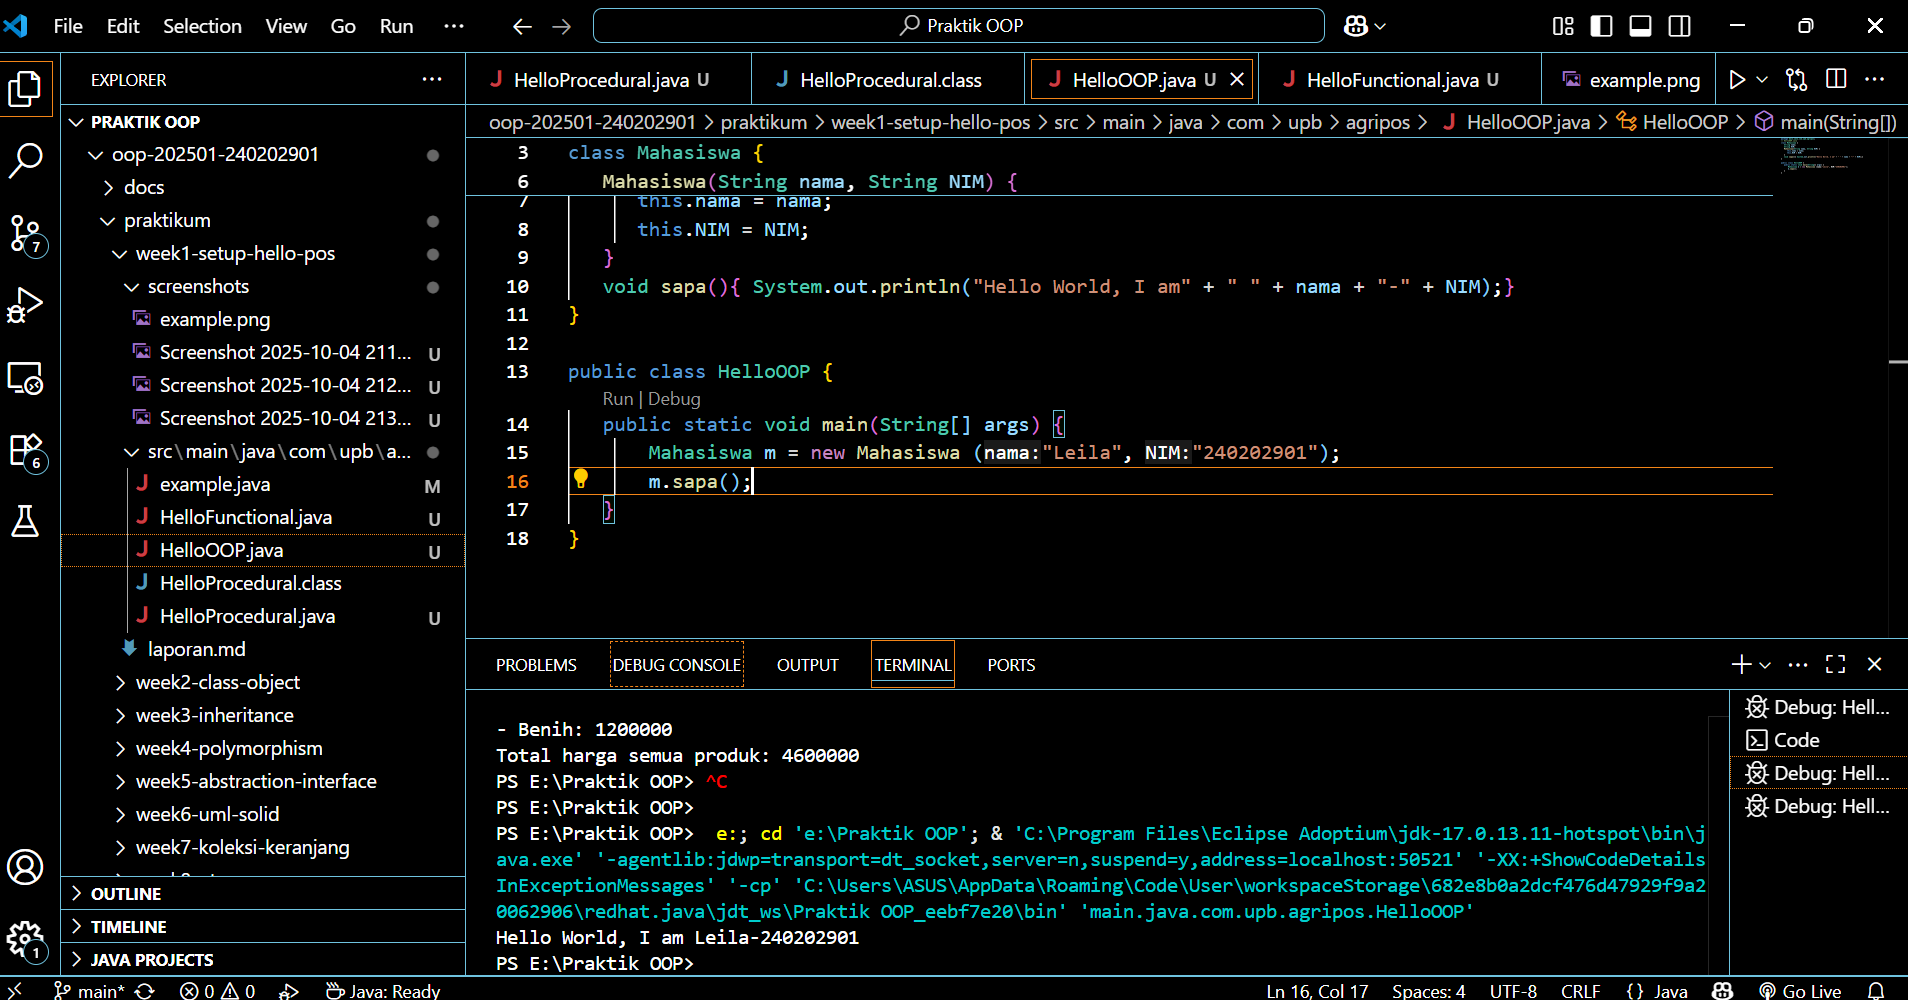 File Edit Selection View Go Run ···
Praktik OOP
EXPLORER
PRAKTIK OOP
oop-202501-240202901
docs
praktikum
week1-setup-hello-pos
screenshots
example.png
Screenshot 2025-10-04 211... U
Screenshot 2025-10-04 212... U
Screenshot 2025-10-04 213... U
src\main\java\com\upb\a...
example.java M
HelloFunctional.java U
HelloOOP.java U
HelloProcedural.class
HelloProcedural.java U
laporan.md
week2-class-object
week3-inheritance
week4-polymorphism
week5-abstraction-interface
week6-uml-solid
week7-koleksi-keranjang
OUTLINE
TIMELINE
JAVA PROJECTS
7
6
1
HelloProcedural.java U HelloProcedural.class HelloOOP.java U HelloFunctional.java U example.png
oop-202501-240202901 > praktikum > week1-setup-hello-pos > src > main > java > com > upb > agripos > HelloOOP.java > HelloOOP > main(String[])
3 class Mahasiswa {
6 Mahasiswa(String nama, String NIM) {
7 this.nama = nama;
8 this.NIM = NIM;
9 }
10 void sapa(){ System.out.println("Hello World, I am" + " " + nama + "-" + NIM);}
11 }
12
13 public class HelloOOP {
Run | Debug
14 public static void main(String[] args) {
15 Mahasiswa m = new Mahasiswa (nama:"Leila", NIM:"240202901");
16 m.sapa();
17 }
18 }
PROBLEMS DEBUG CONSOLE OUTPUT TERMINAL PORTS
- Benih: 1200000
Total harga semua produk: 4600000
PS E:\Praktik OOP> ^C
PS E:\Praktik OOP>
PS E:\Praktik OOP> e:; cd 'e:\Praktik OOP'; & 'C:\Program Files\Eclipse Adoptium\jdk-17.0.13.11-hotspot\bin\j
ava.exe' '-agentlib:jdwp=transport=dt_socket,server=n,suspend=y,address=localhost:50521' '-XX:+ShowCodeDetails
InExceptionMessages' '-cp' 'C:\Users\ASUS\AppData\Roaming\Code\User\workspaceStorage\682e8b0a2dcf476d47929f9a2
20062906\redhat.java\jdt_ws\Praktik OOP_eebf7e20\bin' 'main.java.com.upb.agripos.HelloOOP'
Hello World, I am Leila-240202901
PS E:\Praktik OOP>
Debug: Hell...
Code
Debug: Hell...
Debug: Hell...
main* 0 0 Java: Ready Ln 16, Col 17 Spaces: 4 UTF-8 CRLF {} Java Go Live